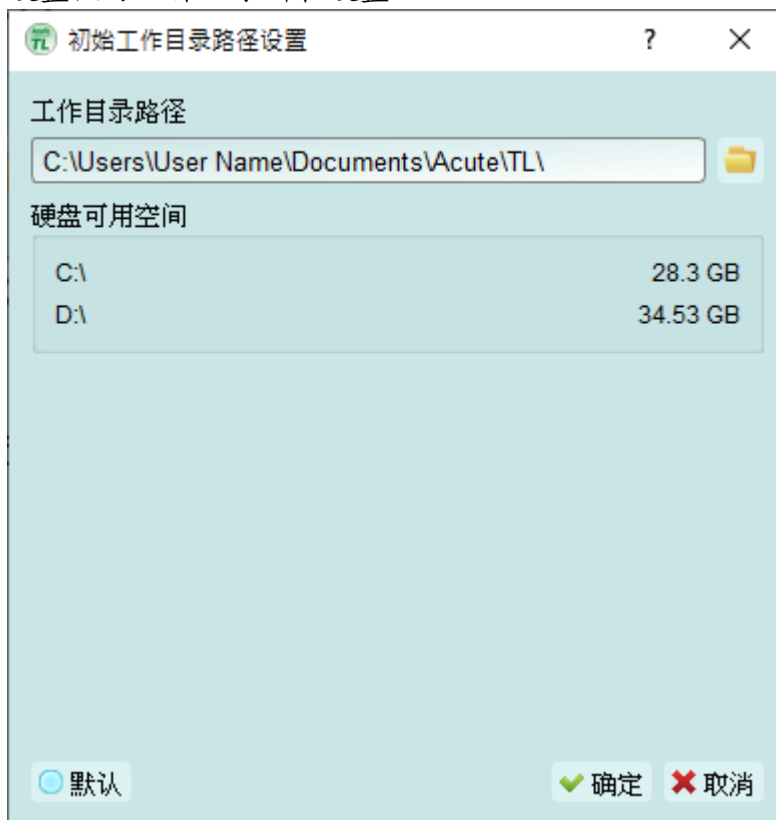 TL 初始工作目录路径设置 ?
工作目录路径
C:\Users\User Name\Documents\Acute\TL\
硬盘可用空间
C:\ 28.3 GB
D:\ 34.53 GB
默认 确定 取消